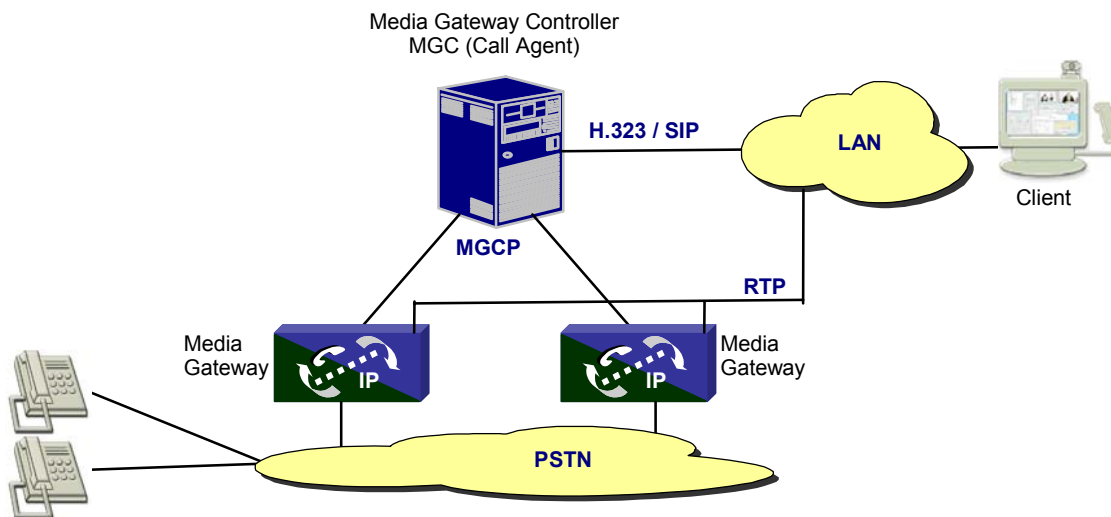 Media Gateway Controller
MGC (Call Agent)
H.323 / SIP
LAN
Client
MGCP
RTP
Media
Gateway
IP
IP
Media
Gateway
PSTN